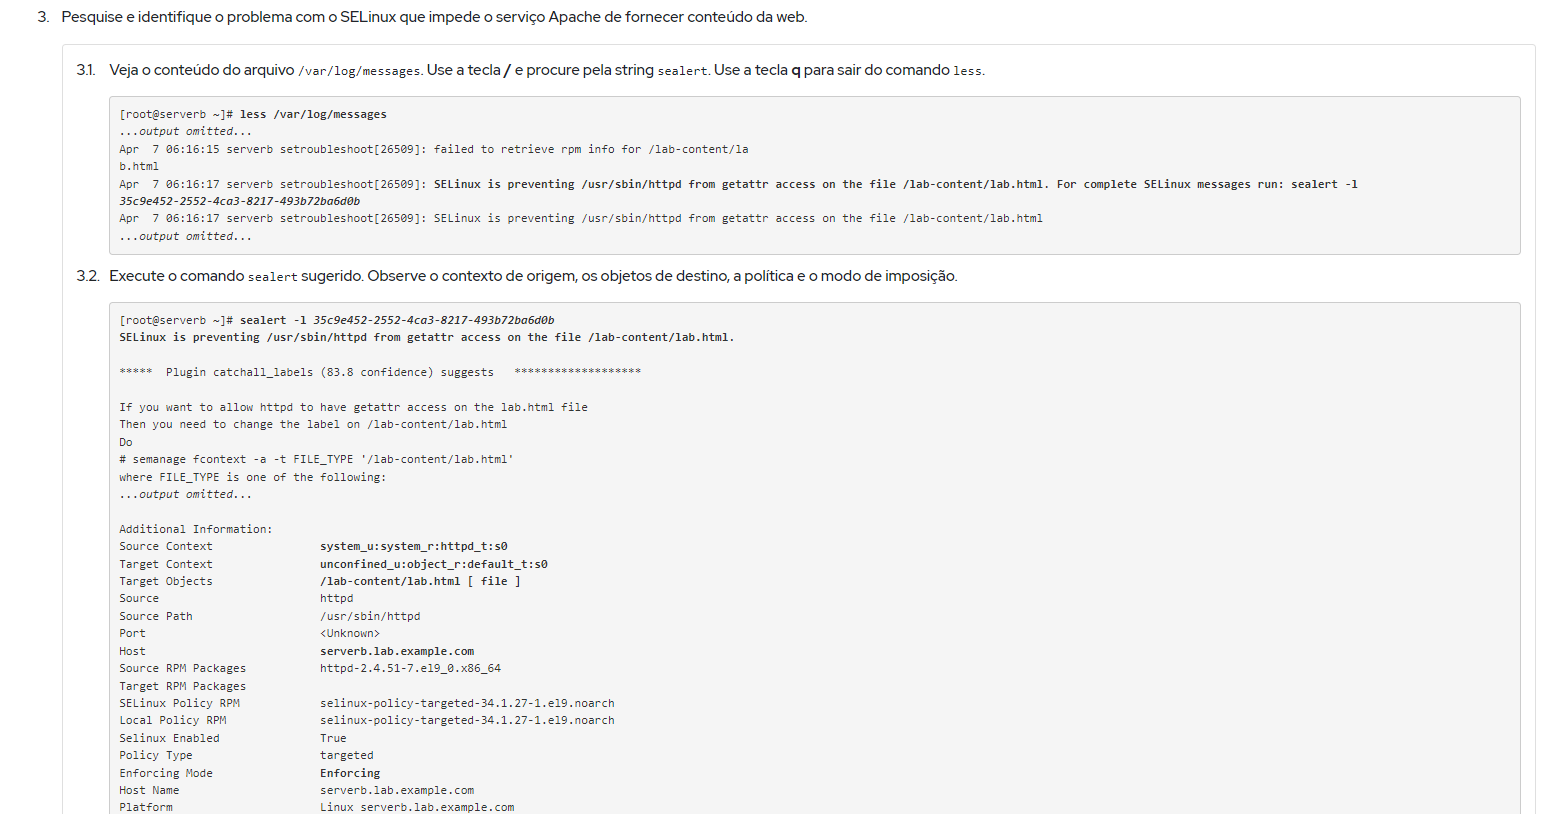 3. Pesquise e identifique o problema com o SELinux que impede o serviço Apache de fornecer conteúdo da web.
3.1. Veja o conteúdo do arquivo /var/log/messages. Use a tecla / e procure pela string sealert. Use a tecla q para sair do comando less.
[root@serverb ~]# less /var/log/messages
...output omitted...
Apr  7 06:16:15 serverb setroubleshoot[26509]: failed to retrieve rpm info for /lab-content/la
b.html
Apr  7 06:16:17 serverb setroubleshoot[26509]: SELinux is preventing /usr/sbin/httpd from getattr access on the file /lab-content/lab.html. For complete SELinux messages run: sealert -l
35c9e452-2552-4ca3-8217-493b72ba6d0b
Apr  7 06:16:17 serverb setroubleshoot[26509]: SELinux is preventing /usr/sbin/httpd from getattr access on the file /lab-content/lab.html
...output omitted...
3.2. Execute o comando sealert sugerido. Observe o contexto de origem, os objetos de destino, a política e o modo de imposição.
[root@serverb ~]# sealert -l 35c9e452-2552-4ca3-8217-493b72ba6d0b
SELinux is preventing /usr/sbin/httpd from getattr access on the file /lab-content/lab.html.
*****  Plugin catchall_labels (83.8 confidence) suggests   *******************
If you want to allow httpd to have getattr access on the lab.html file
Then you need to change the label on /lab-content/lab.html
Do
# semanage fcontext -a -t FILE_TYPE '/lab-content/lab.html'
where FILE_TYPE is one of the following:
...output omitted...
Additional Information:
Source Context                system_u:system_r:httpd_t:s0
Target Context                unconfined_u:object_r:default_t:s0
Target Objects                /lab-content/lab.html [ file ]
Source                        httpd
Source Path                   /usr/sbin/httpd
Port                          <Unknown>
Host                          serverb.lab.example.com
Source RPM Packages           httpd-2.4.51-7.el9_0.x86_64
Target RPM Packages
SELinux Policy RPM            selinux-policy-targeted-34.1.27-1.el9.noarch
Local Policy RPM              selinux-policy-targeted-34.1.27-1.el9.noarch
Selinux Enabled               True
Policy Type                   targeted
Enforcing Mode                Enforcing
Host Name                     serverb.lab.example.com
Platform                      Linux serverb.lab.example.com